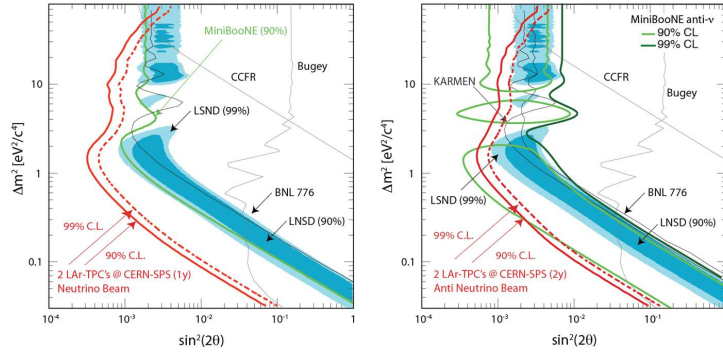 MiniBooNE (90%)
CCFR
Bugey
LSND (99%)
BNL 776
LNSD (90%)
99% C.L.
90% C.L.
2 LAr-TPC's @ CERN-SPS (1y)
Neutrino Beam
Δm² [eV²/c⁴]
10
1
0.1
10⁻⁴
10⁻³
10⁻²
10⁻¹
1
sin²(2θ)
MiniBooNE anti-ν
90% CL
99% CL
KARMEN
CCFR
Bugey
LSND (99%)
BNL 776
LNSD (90%)
99% C.L.
90% C.L.
2 LAr-TPC's @ CERN-SPS (2y)
Anti Neutrino Beam
Δm² [eV²/c⁴]
10
1
0.1
10⁻⁴
10⁻³
10⁻²
10⁻¹
1
sin²(2θ)